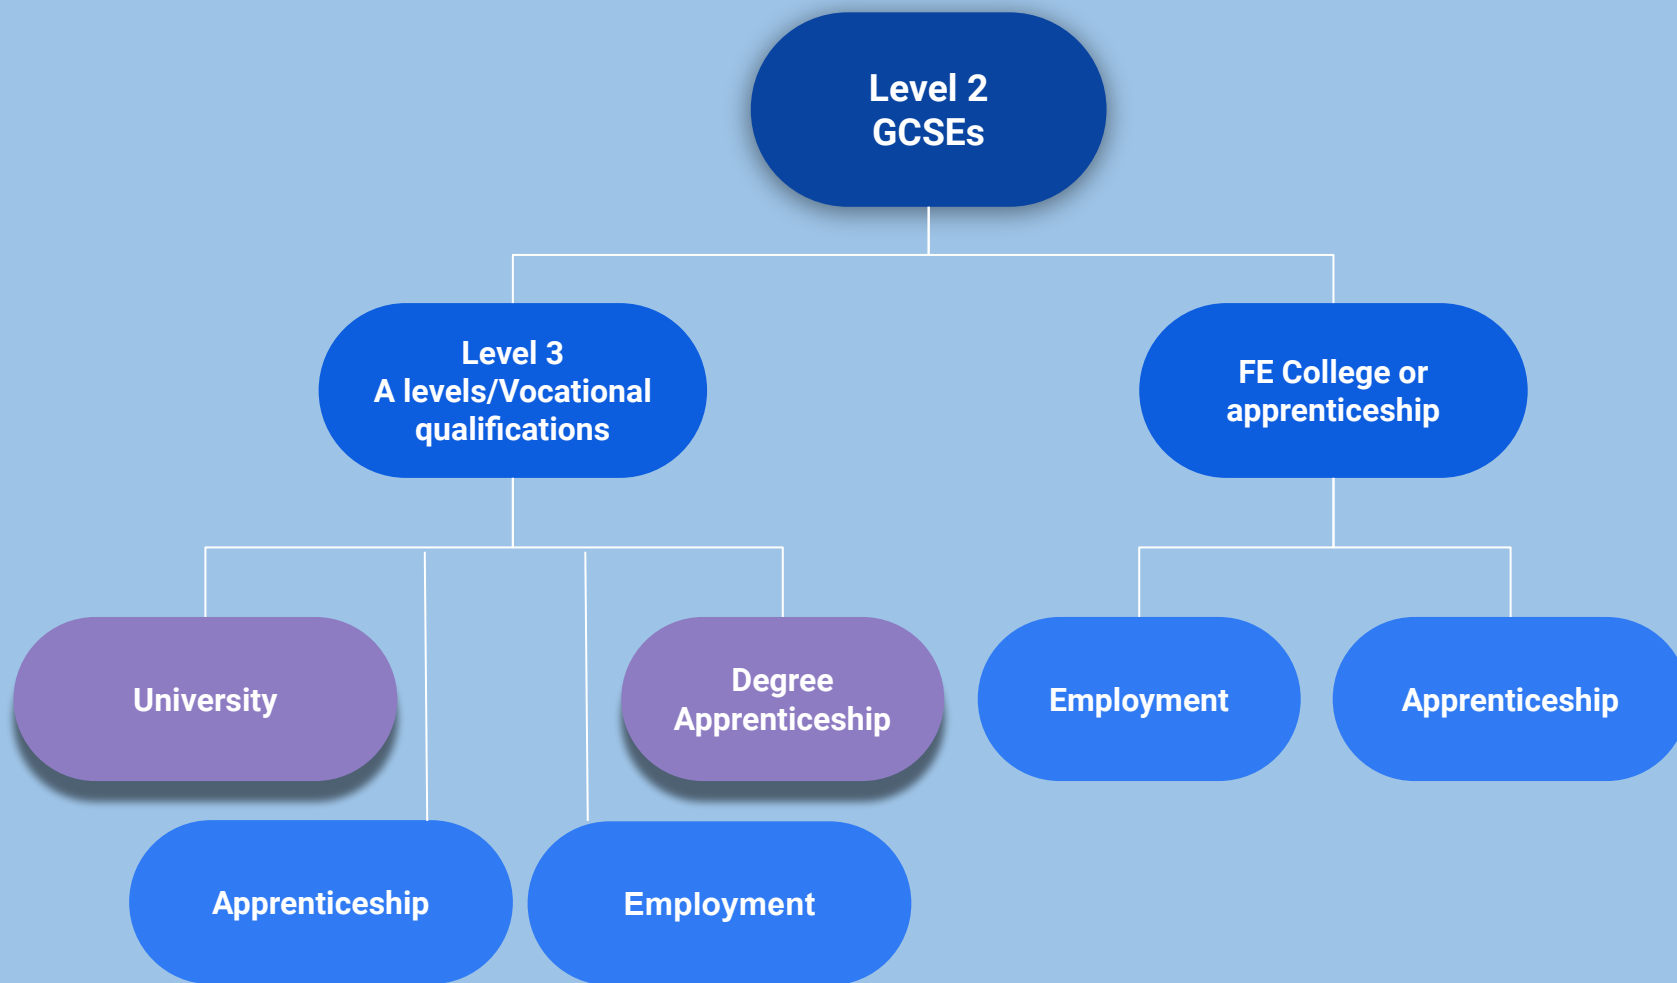 Level 2
GCSEs
Level 3
A levels/Vocational
qualifications
FE College or
apprenticeship
University
Degree
Apprenticeship
Employment
Apprenticeship
Apprenticeship
Employment